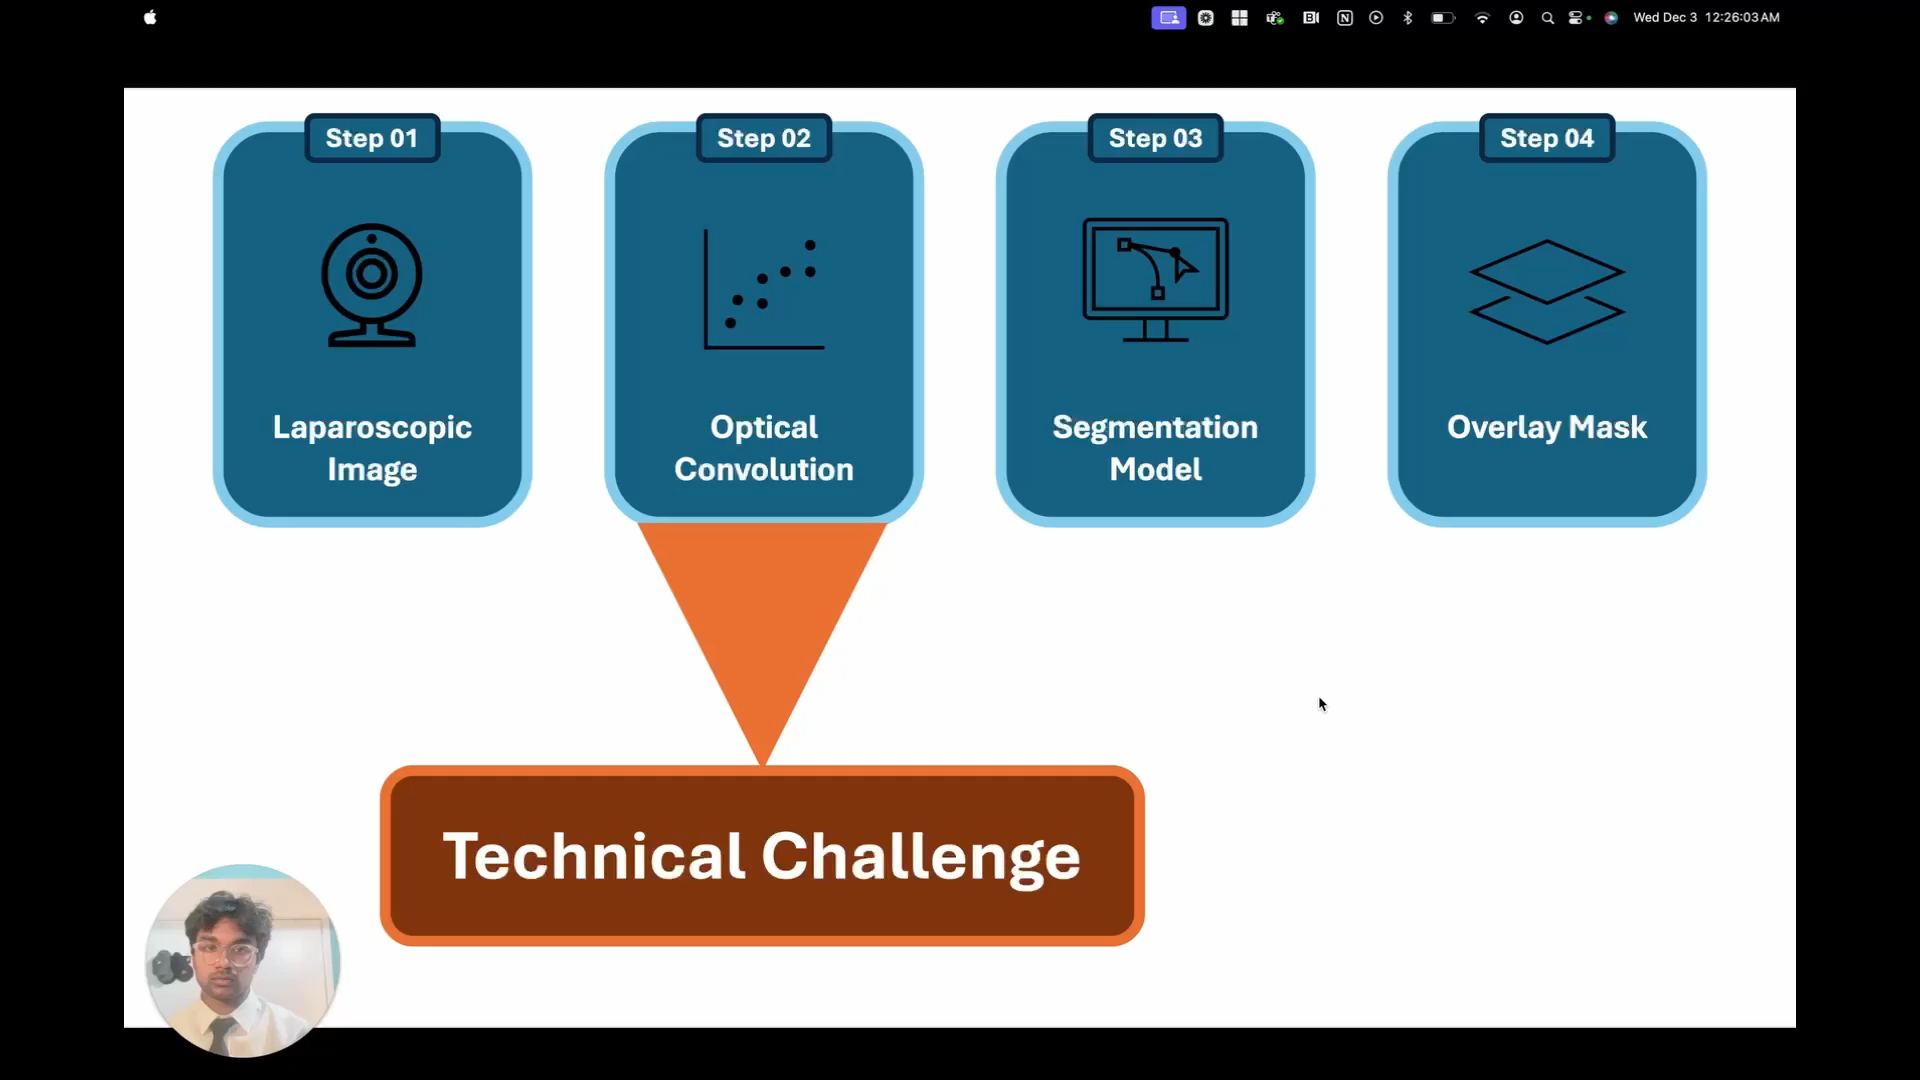 Wed Dec 3 12:26:03 AM
Step 01
Step 02
Step 03
Step 04
Laparoscopic
Image
Optical
Convolution
Segmentation
Model
Overlay Mask
Technical Challenge